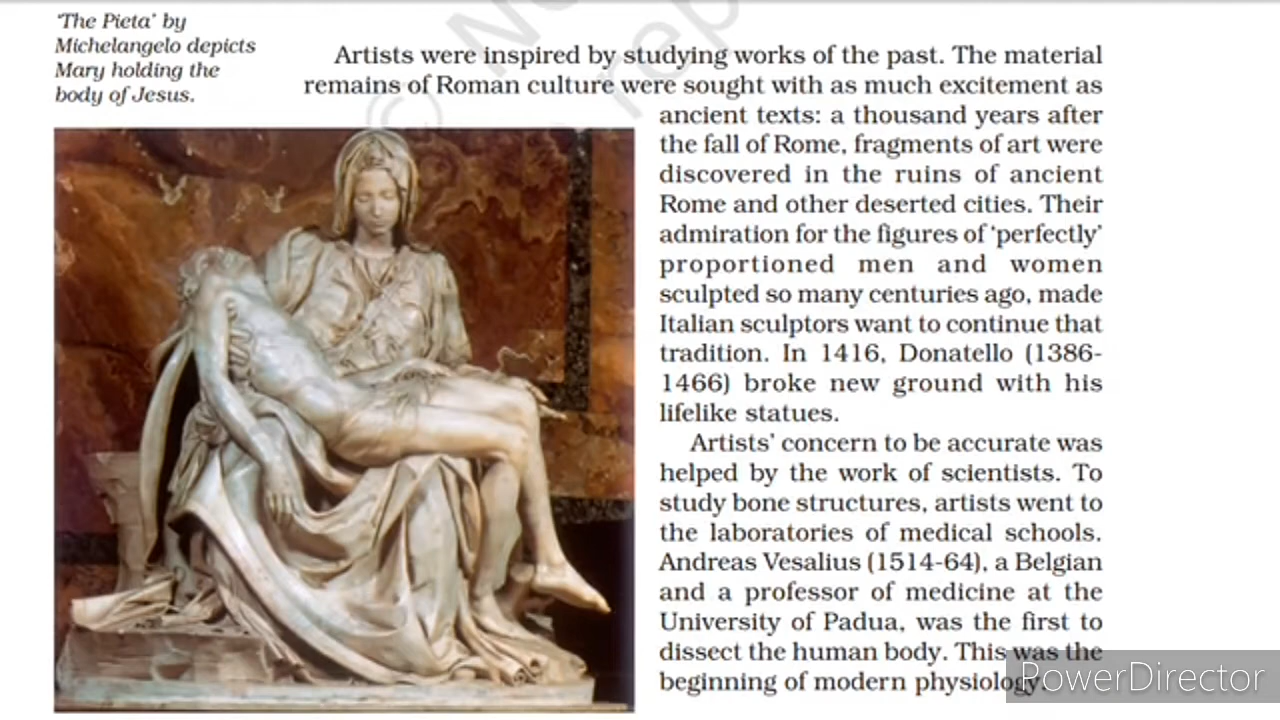 'The Pieta' by
Michelangelo depicts
Mary holding the
body of Jesus.
Artists were inspired by studying works of the past. The material
remains of Roman culture were sought with as much excitement as
ancient texts: a thousand years after
the fall of Rome, fragments of art were
discovered in the ruins of ancient
Rome and other deserted cities. Their
admiration for the figures of 'perfectly'
proportioned men and women
sculpted so many centuries ago, made
Italian sculptors want to continue that
tradition. In 1416, Donatello (1386-
1466) broke new ground with his
lifelike statues.
Artists' concern to be accurate was
helped by the work of scientists. To
study bone structures, artists went to
the laboratories of medical schools.
Andreas Vesalius (1514-64), a Belgian
and a professor of medicine at the
University of Padua, was the first to
dissect the human body. This was the
beginning of modern physiology.
PowerDirector